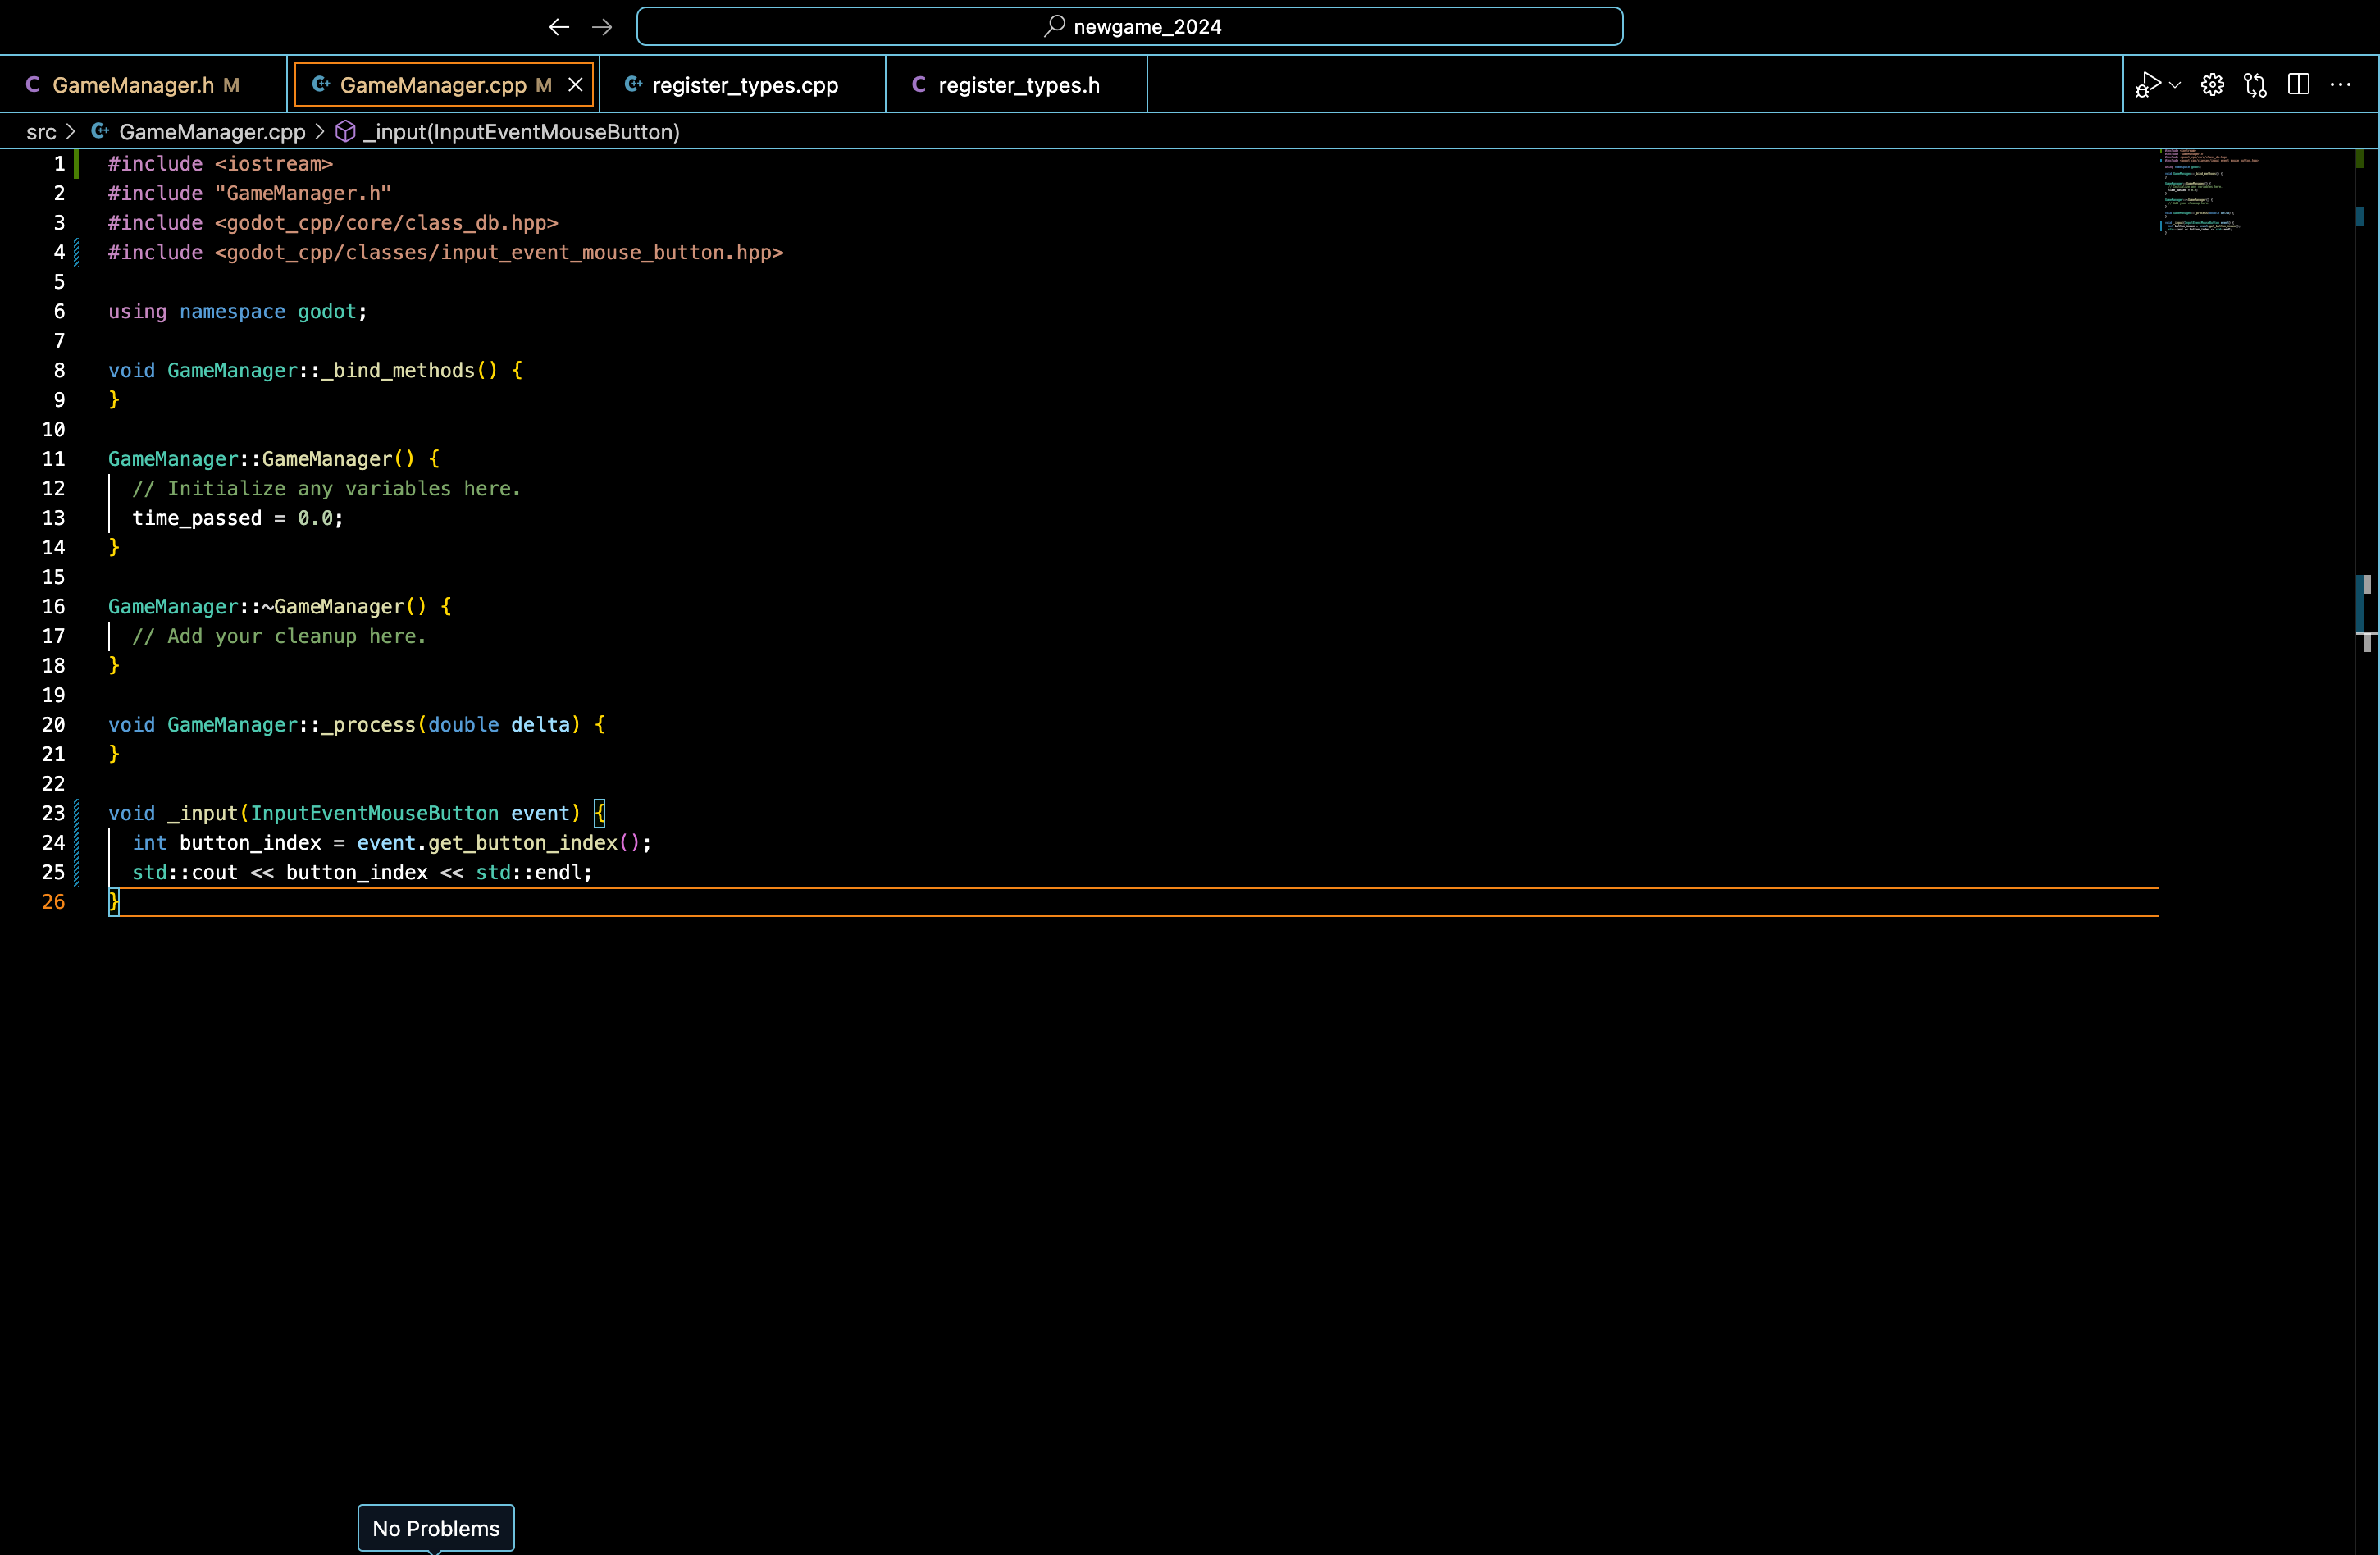 newgame_2024
GameManager.h M
GameManager.cpp M
register_types.cpp
register_types.h
src > GameManager.cpp > _input(InputEventMouseButton)
1 #include <iostream>
2 #include "GameManager.h"
3 #include <godot_cpp/core/class_db.hpp>
4 #include <godot_cpp/classes/input_event_mouse_button.hpp>
5
6 using namespace godot;
7
8 void GameManager::_bind_methods() {
9 }
10
11 GameManager::GameManager() {
12 // Initialize any variables here.
13 time_passed = 0.0;
14 }
15
16 GameManager::~GameManager() {
17 // Add your cleanup here.
18 }
19
20 void GameManager::_process(double delta) {
21 }
22
23 void _input(InputEventMouseButton event) {
24 int button_index = event.get_button_index();
25 std::cout << button_index << std::endl;
26 }
No Problems